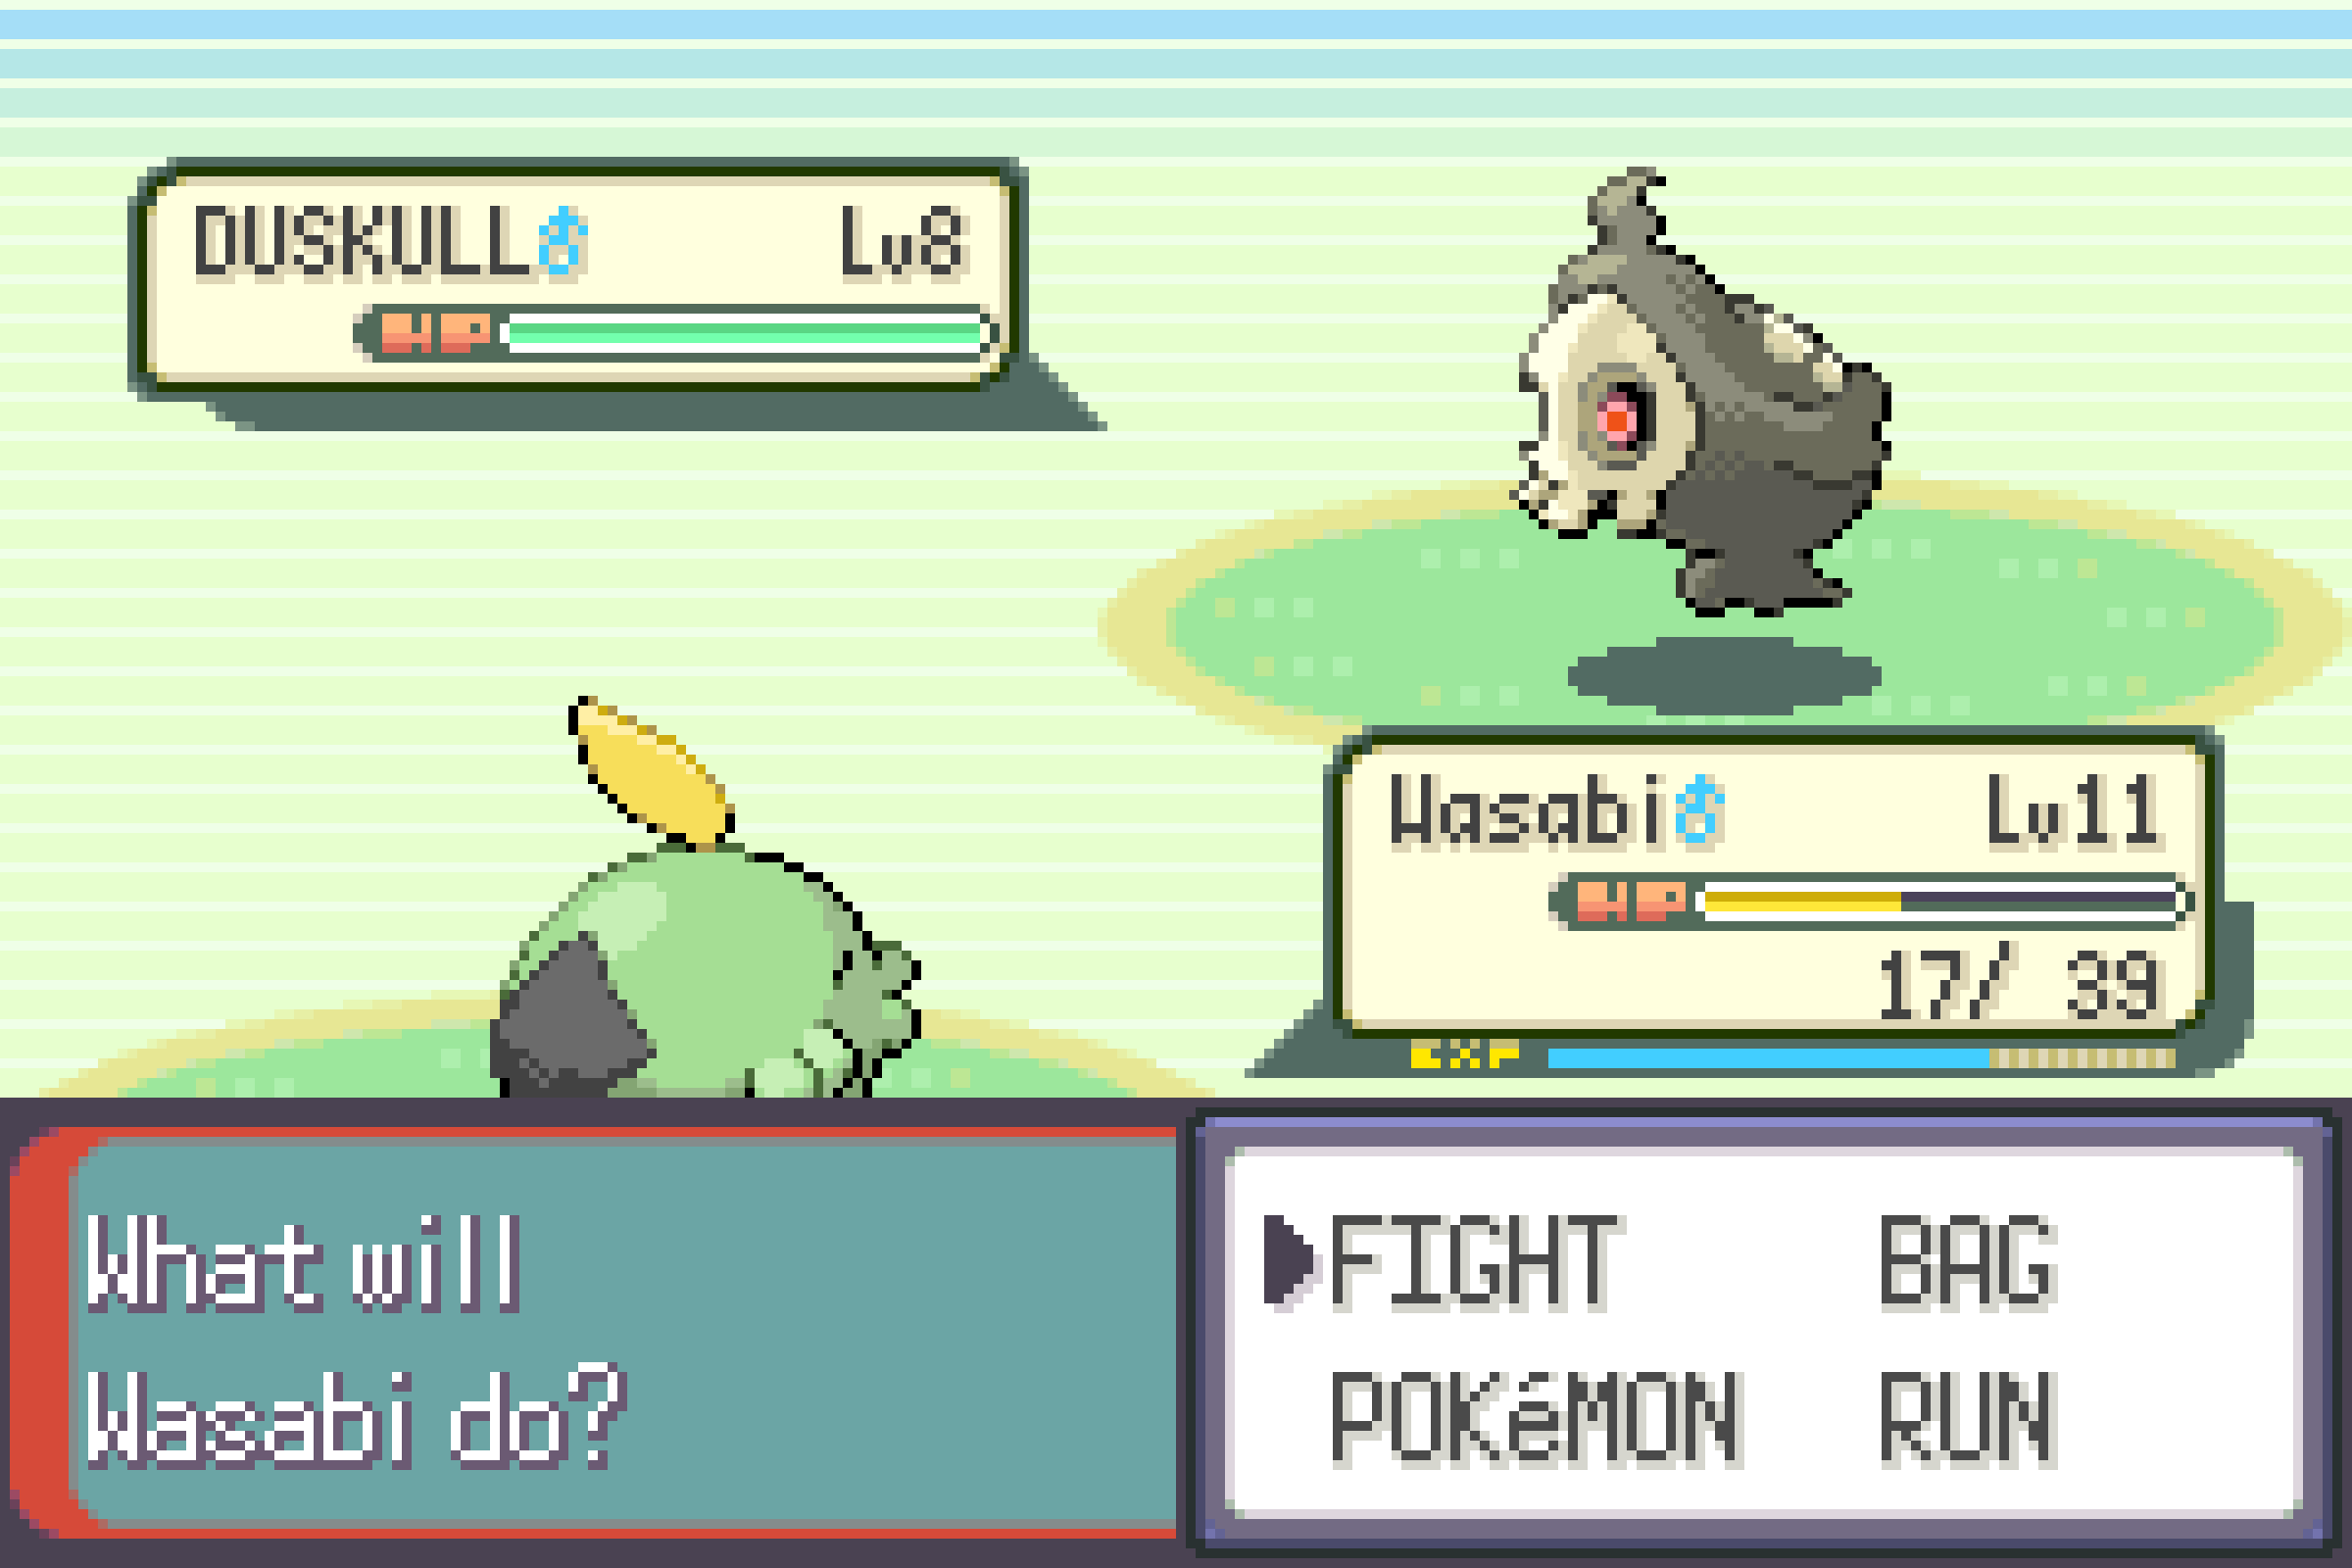 DUSKULL♂ Lv8
HP
Wasabi♂ Lv11
HP
17/ 39
EXP
What will
Wasabi do?
FIGHT BAG
POKéMON RUN